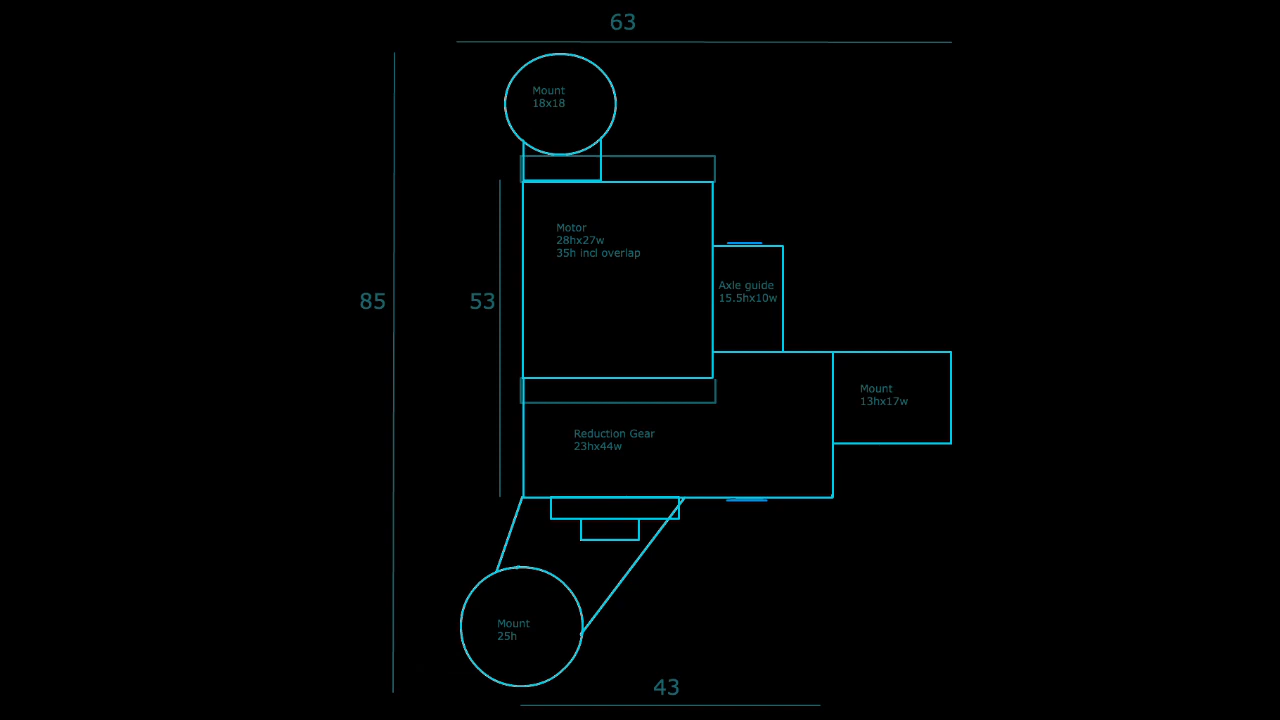 63
Mount
18x18
Motor
28hx27w
35h incl overlap
Axle guide
15.5hx10w
85
53
Mount
13hx17w
Reduction Gear
23hx44w
Mount
25h
43